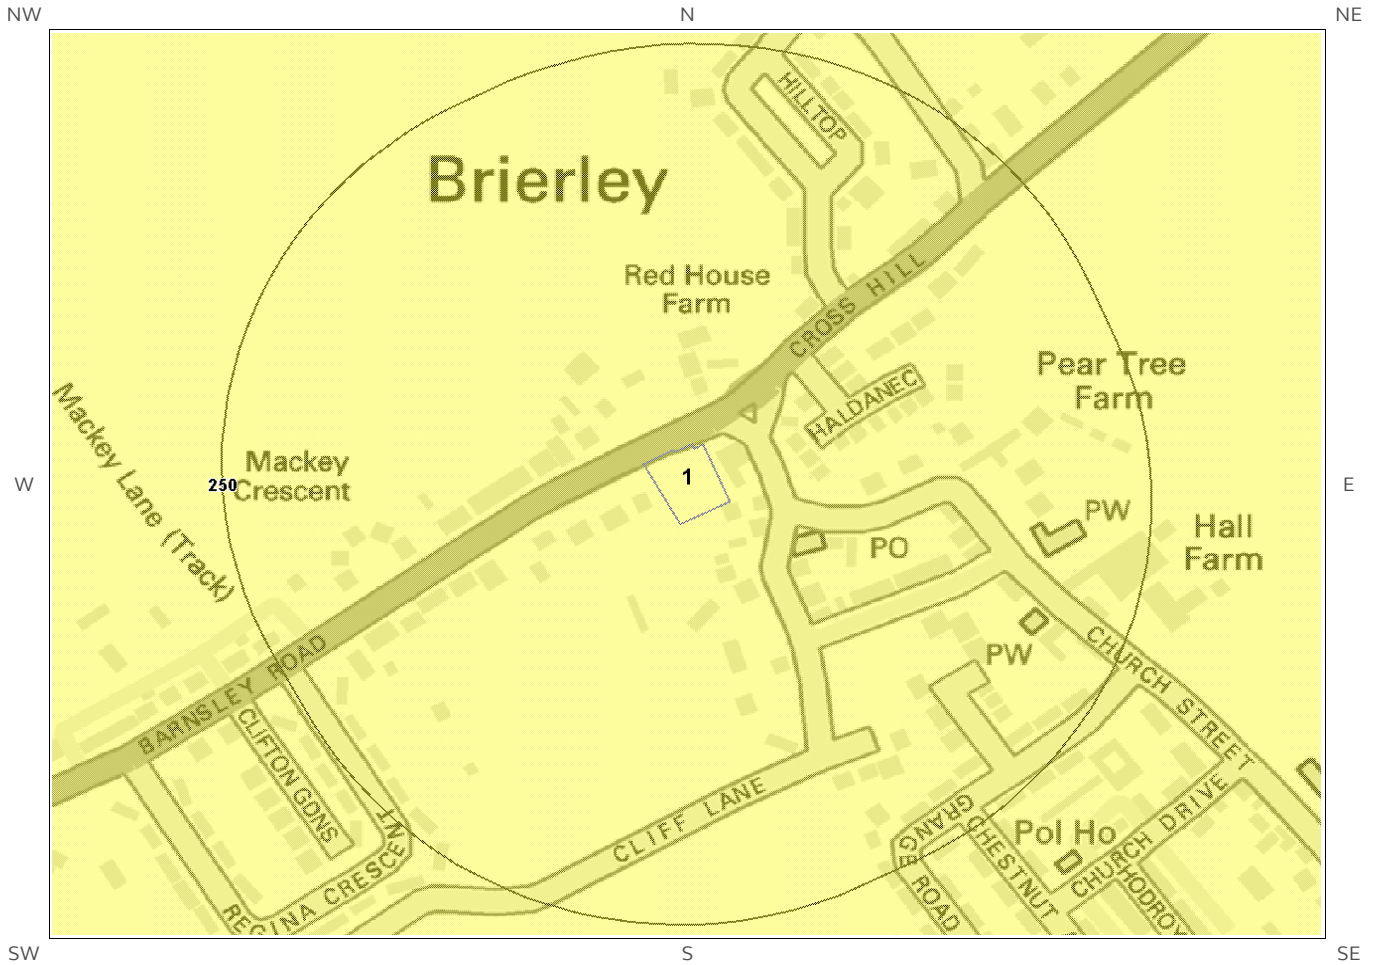 NW
N
NE
HILLTOP
Brierley
Red House
Farm
CROSS HILL
Pear Tree
Farm
HALDANEC
Mackey Lane (Track)
Mackey
Crescent
250
W
1
E
PW
Hall
Farm
PO
PW
CHURCH STREET
BARNSLEY ROAD
CLIFTON GDNS
REGINA CRESCENT
CLIFF LANE
GRANGE
ROAD
CHESTNUT
Pol Ho
CHURCH DRIVE
HODROY
SW
S
SE